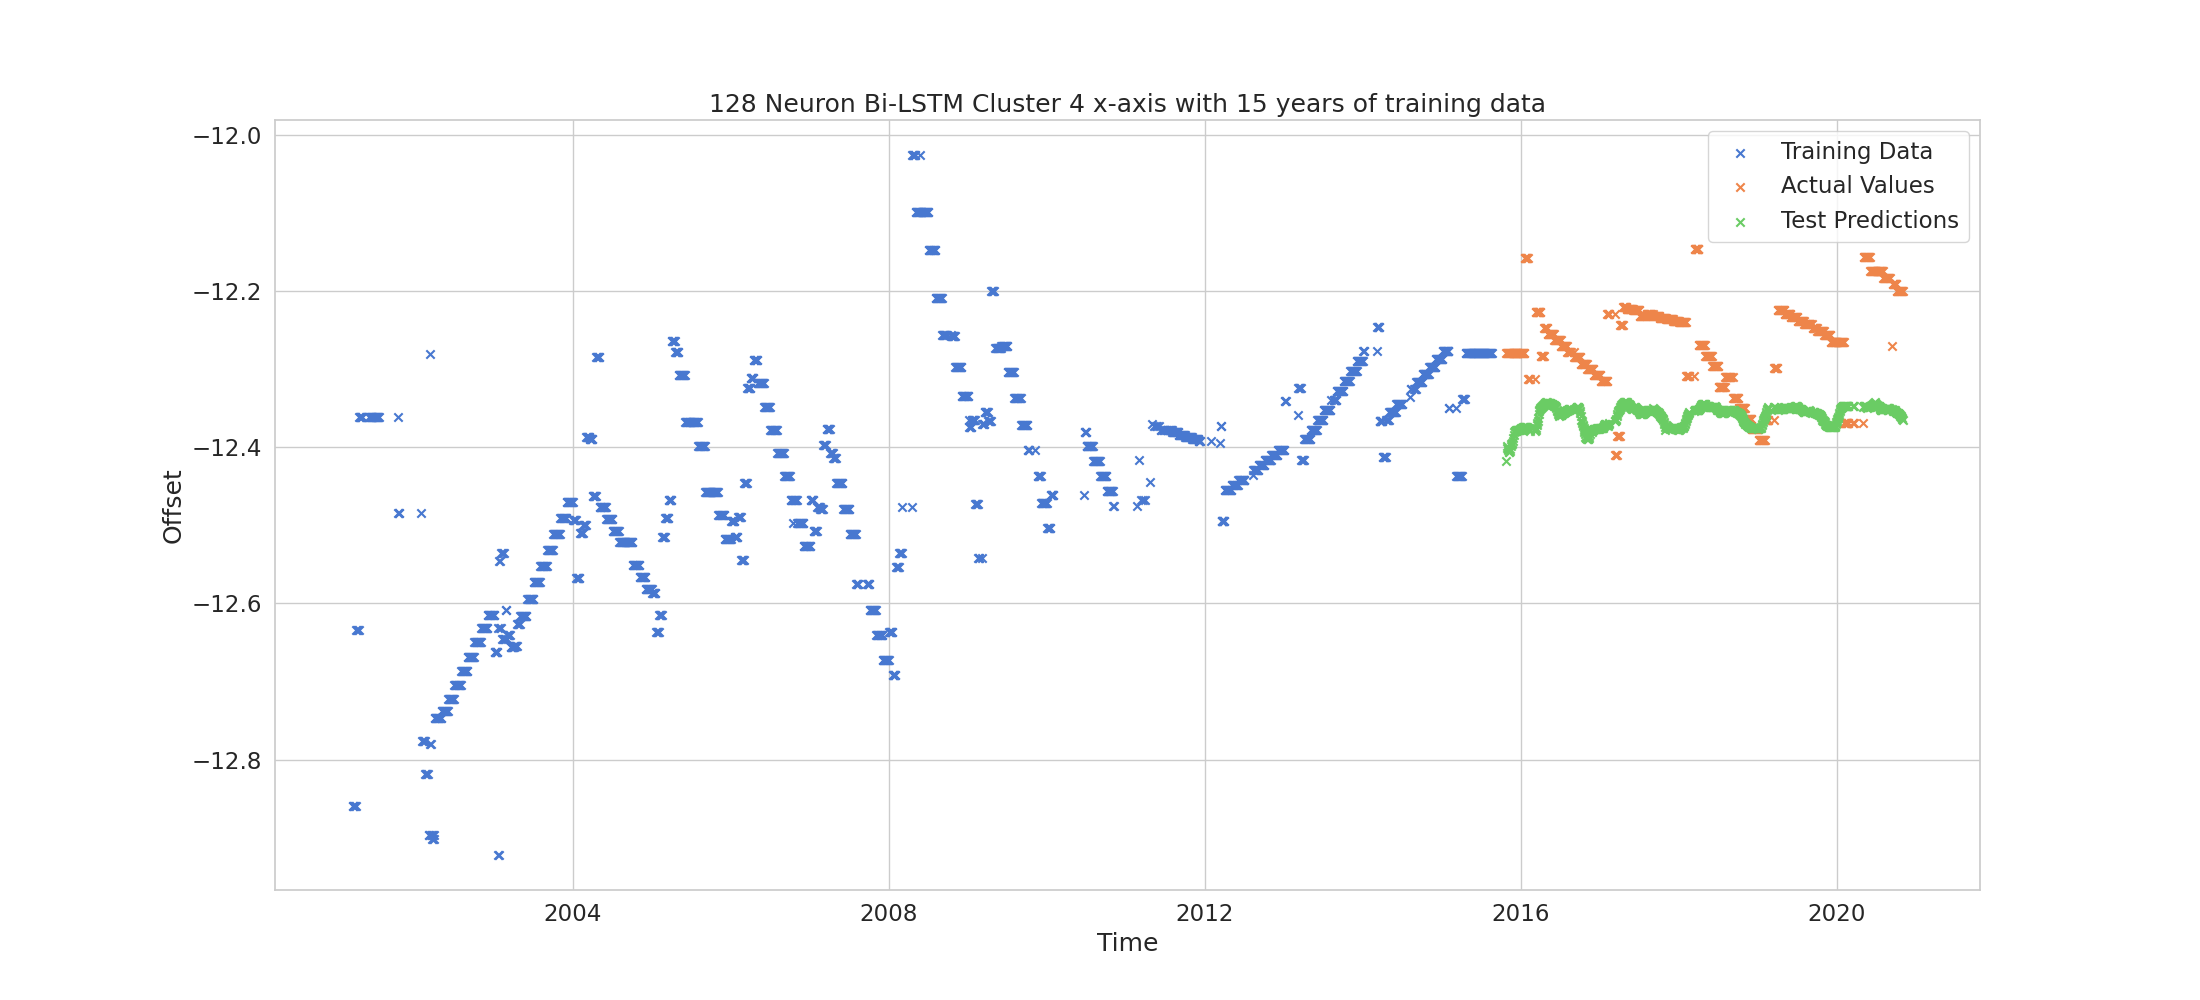 128 Neuron Bi-LSTM Cluster 4 x-axis with 15 years of training data
−12.0
−12.2
−12.4
−12.6
−12.8
Offset
Training Data
Actual Values
Test Predictions
2004
2008
2012
2016
2020
Time